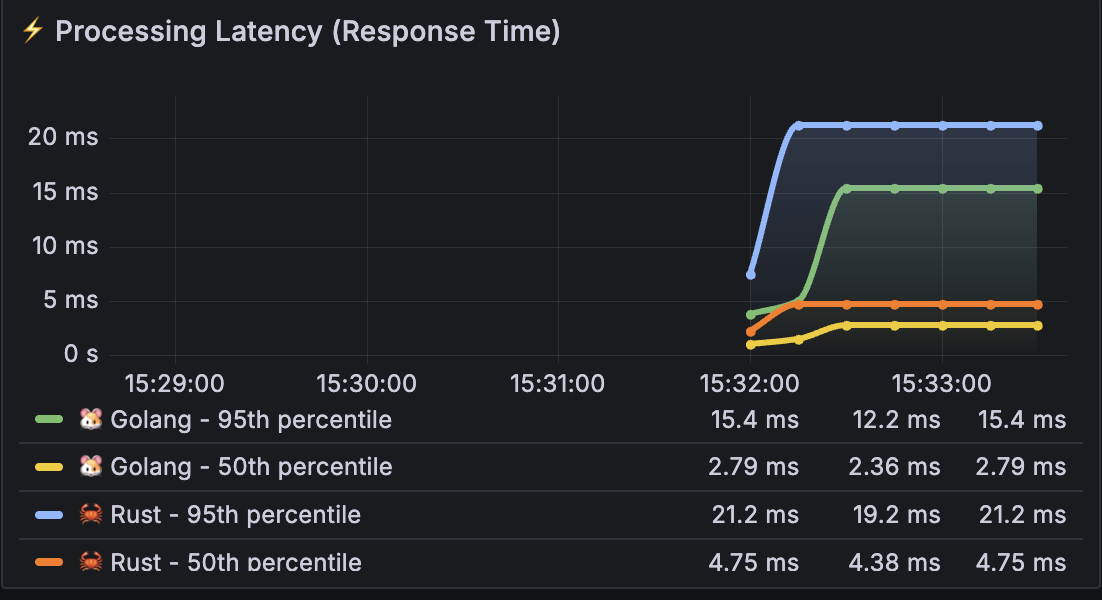 ⚡ Processing Latency (Response Time)
20 ms
15 ms
10 ms
5 ms
0 s
15:29:00 15:30:00 15:31:00 15:32:00 15:33:00
🐹 Golang - 95th percentile 15.4 ms 12.2 ms 15.4 ms
🐹 Golang - 50th percentile 2.79 ms 2.36 ms 2.79 ms
🦀 Rust - 95th percentile 21.2 ms 19.2 ms 21.2 ms
🦀 Rust - 50th percentile 4.75 ms 4.38 ms 4.75 ms